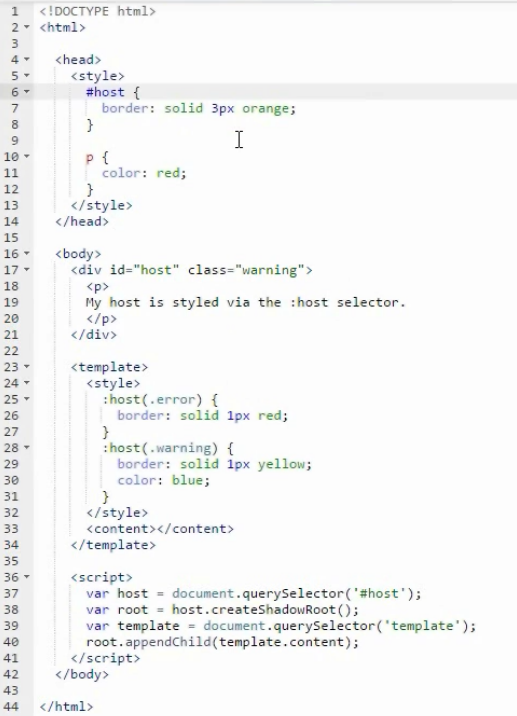 1 <!DOCTYPE html>
2 <html>
3
4 <head>
5 <style>
6 #host {
7 border: solid 3px orange;
8 }
9
10 p {
11 color: red;
12 }
13 </style>
14 </head>
15
16 <body>
17 <div id="host" class="warning">
18 <p>
19 My host is styled via the :host selector.
20 </p>
21 </div>
22
23 <template>
24 <style>
25 :host(.error) {
26 border: solid 1px red;
27 }
28 :host(.warning) {
29 border: solid 1px yellow;
30 color: blue;
31 }
32 </style>
33 <content></content>
34 </template>
35
36 <script>
37 var host = document.querySelector('#host');
38 var root = host.createShadowRoot();
39 var template = document.querySelector('template');
40 root.appendChild(template.content);
41 </script>
42 </body>
43
44 </html>